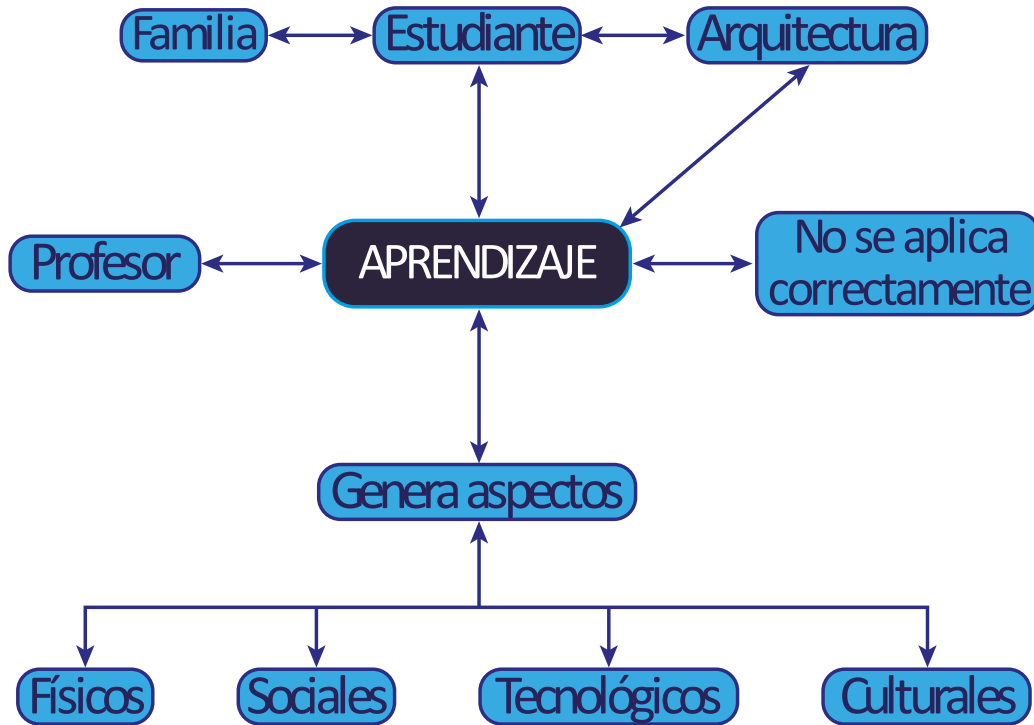 Familia
Estudiante
Arquitectura
Profesor
APRENDIZAJE
No se aplica
correctamente
Genera aspectos
Físicos
Sociales
Tecnológicos
Culturales